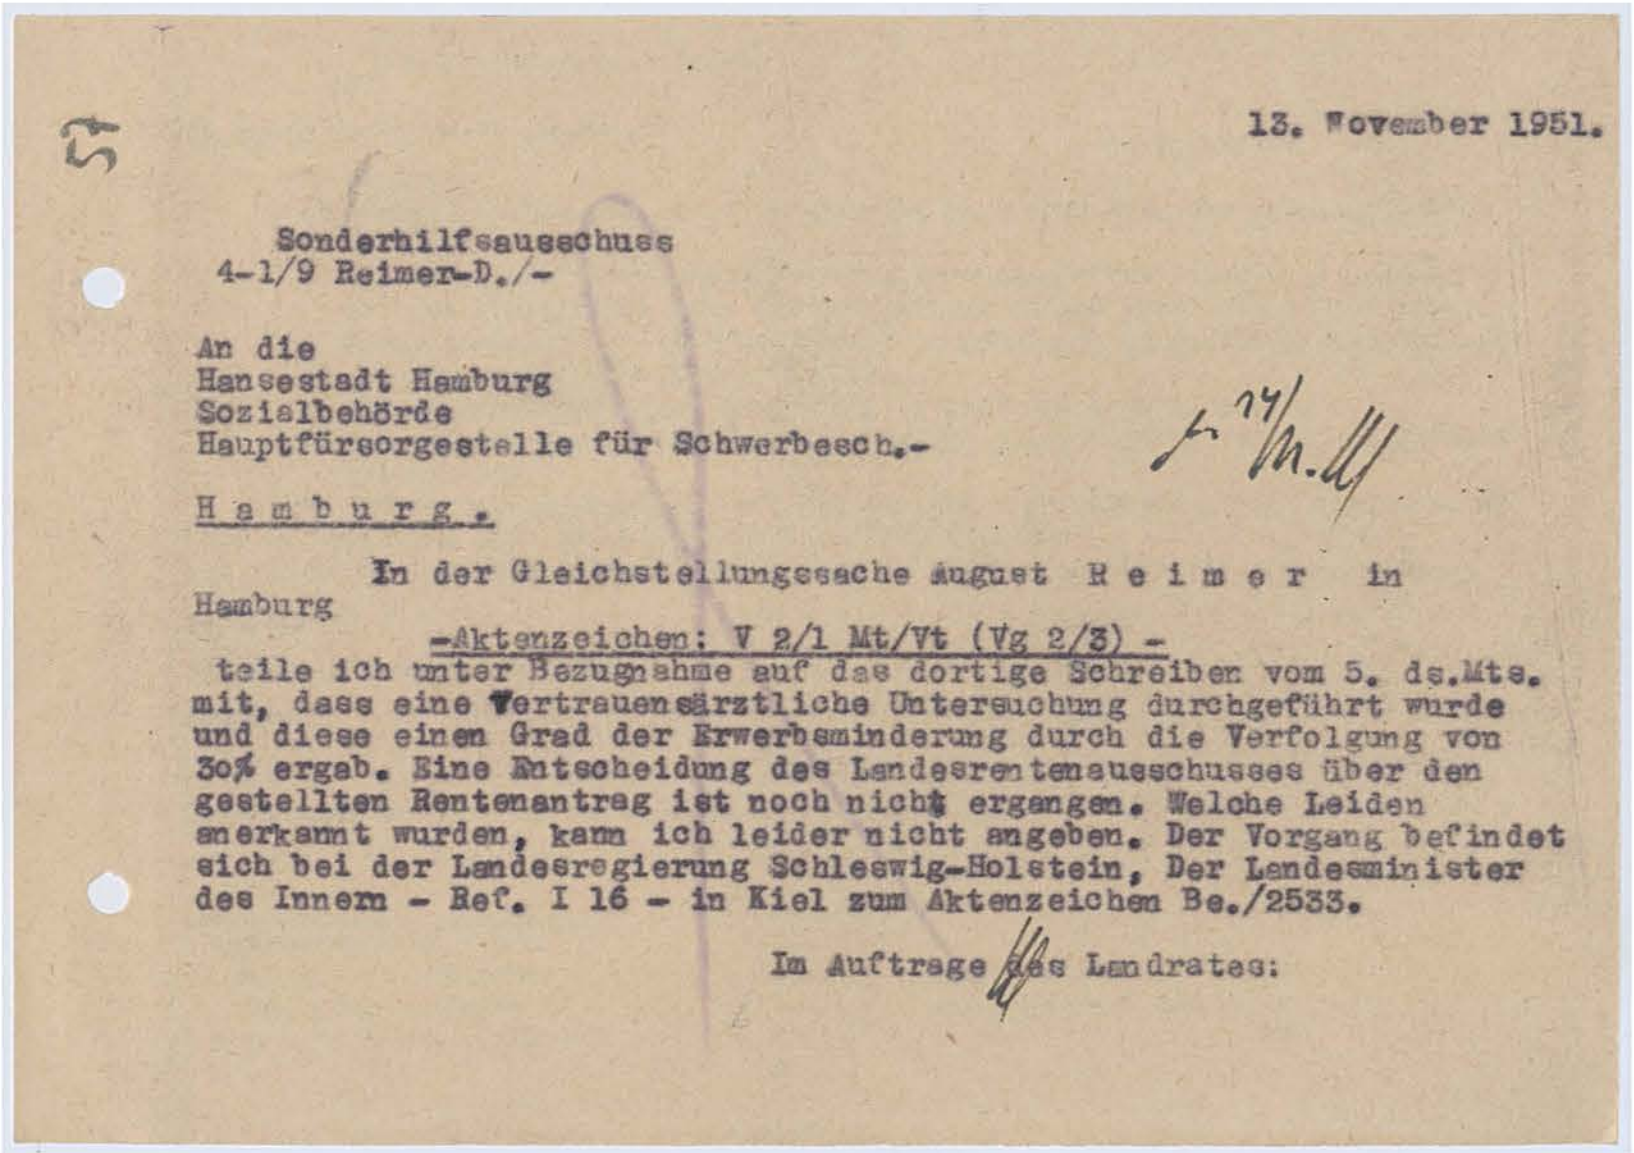 57
13. November 1951.
Sonderhilfsausschuss
4-1/9 Reimer-D./-
An die
Hansestadt Hamburg
Sozialbehörde
Hauptfürsorgestelle für Schwerbesch.-
Hamburg.
In der Gleichstellungssache August Reimer in
Hamburg
-Aktenzeichen: V 2/1 Mt/Vt (Vg 2/3) -
teile ich unter Bezugnahme auf das dortige Schreiben vom 5. ds.Mts.
mit, dass eine Vertrauensärztliche Untersuchung durchgeführt wurde
und diese einen Grad der Erwerbsminderung durch die Verfolgung von
30% ergab. Eine Entscheidung des Landesrentenausschusses über den
gestellten Rentenantrag ist noch nicht ergangen. Welche Leiden
anerkannt wurden, kann ich leider nicht angeben. Der Vorgang befindet
sich bei der Landesregierung Schleswig-Holstein, Der Landesminister
des Innern - Ref. I 16 - in Kiel zum Aktenzeichen Be./2533.
Im Auftrage des Landrates: